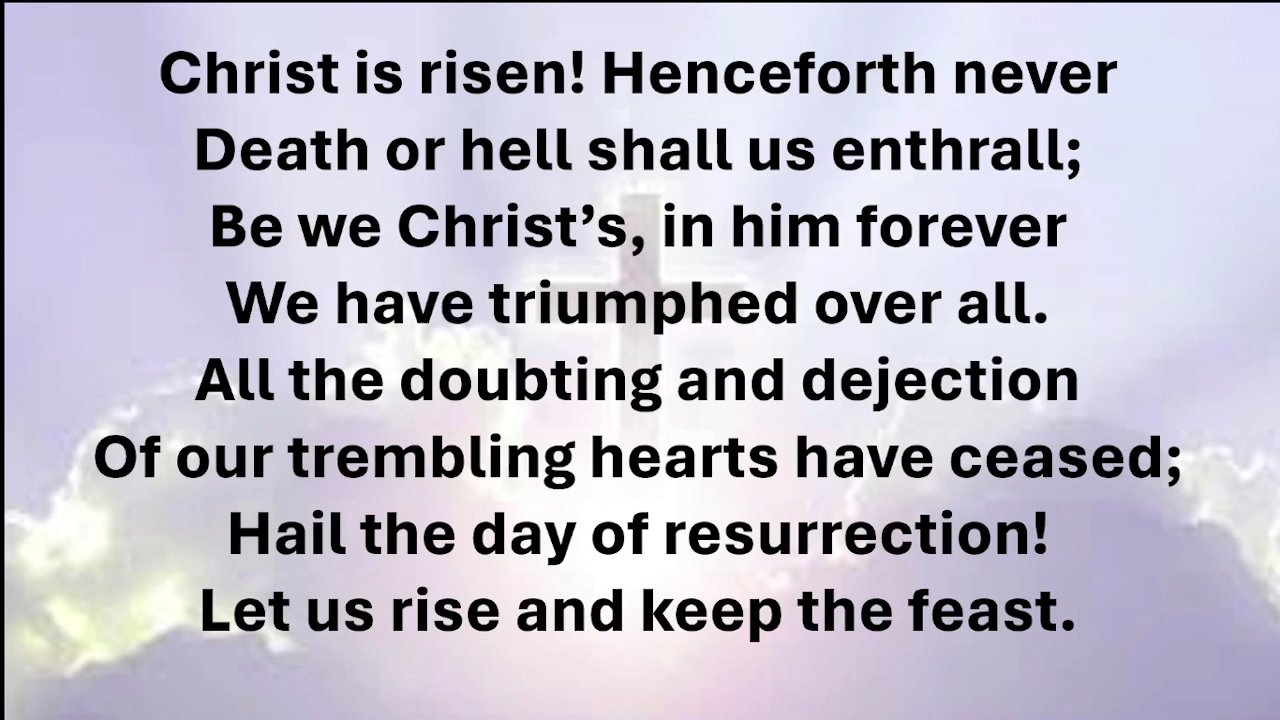 Christ is risen! Henceforth never
Death or hell shall us enthrall;
Be we Christ’s, in him forever
We have triumphed over all.
All the doubting and dejection
Of our trembling hearts have ceased;
Hail the day of resurrection!
Let us rise and keep the feast.